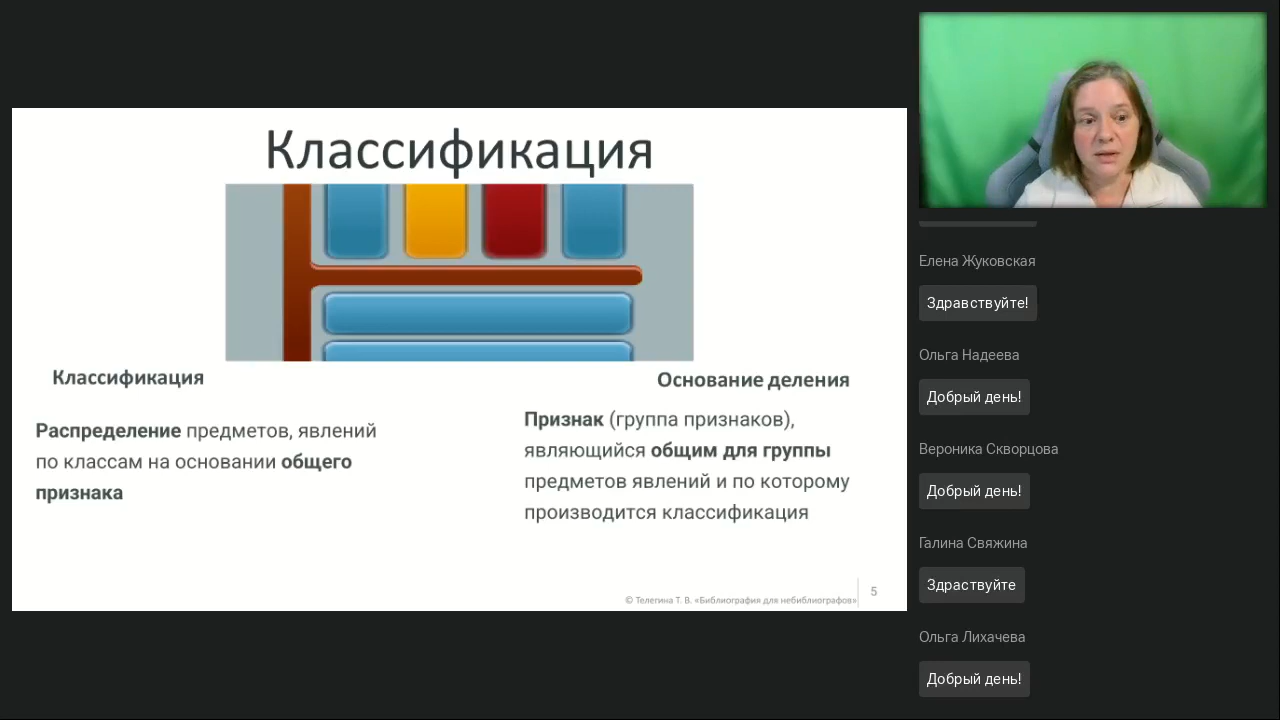 Классификация
Классификация
Распределение предметов, явлений
по классам на основании общего
признака
Основание деления
Признак (группа признаков),
являющийся общим для группы
предметов явлений и по которому
производится классификация
© Телегина Т. В. «Библиография для небиблиографов»
5
Елена Жуковская
Здравствуйте!
Ольга Надеева
Добрый день!
Вероника Скворцова
Добрый день!
Галина Свяжина
Здраствуйте
Ольга Лихачева
Добрый день!